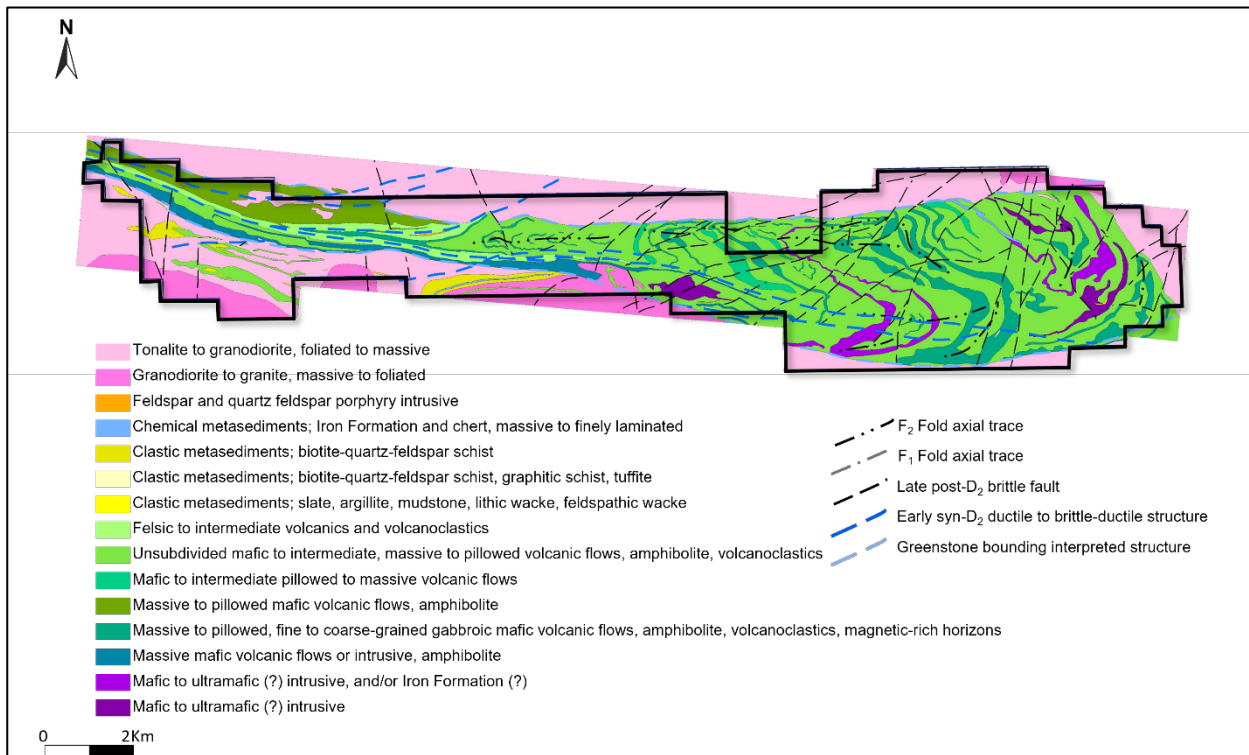 N
Tonalite to granodiorite, foliated to massive
Granodiorite to granite, massive to foliated
Feldspar and quartz feldspar porphyry intrusive
Chemical metasediments; Iron Formation and chert, massive to finely laminated
Clastic metasediments; biotite-quartz-feldspar schist
Clastic metasediments; biotite-quartz-feldspar schist, graphitic schist, tuffite
Clastic metasediments; slate, argillite, mudstone, lithic wacke, feldspathic wacke
Felsic to intermediate volcanics and volcanoclastics
Unsubdivided mafic to intermediate, massive to pillowed volcanic flows, amphibolite, volcanoclastics
Mafic to intermediate pillowed to massive volcanic flows
Massive to pillowed mafic volcanic flows, amphibolite
Massive to pillowed, fine to coarse-grained gabbroic mafic volcanic flows, amphibolite, volcanoclastics, magnetic-rich horizons
Massive mafic volcanic flows or intrusive, amphibolite
Mafic to ultramafic (?) intrusive, and/or Iron Formation (?)
Mafic to ultramafic (?) intrusive
F₂ Fold axial trace
F₁ Fold axial trace
Late post-D₂ brittle fault
Early syn-D₂ ductile to brittle-ductile structure
Greenstone bounding interpreted structure
0 2Km